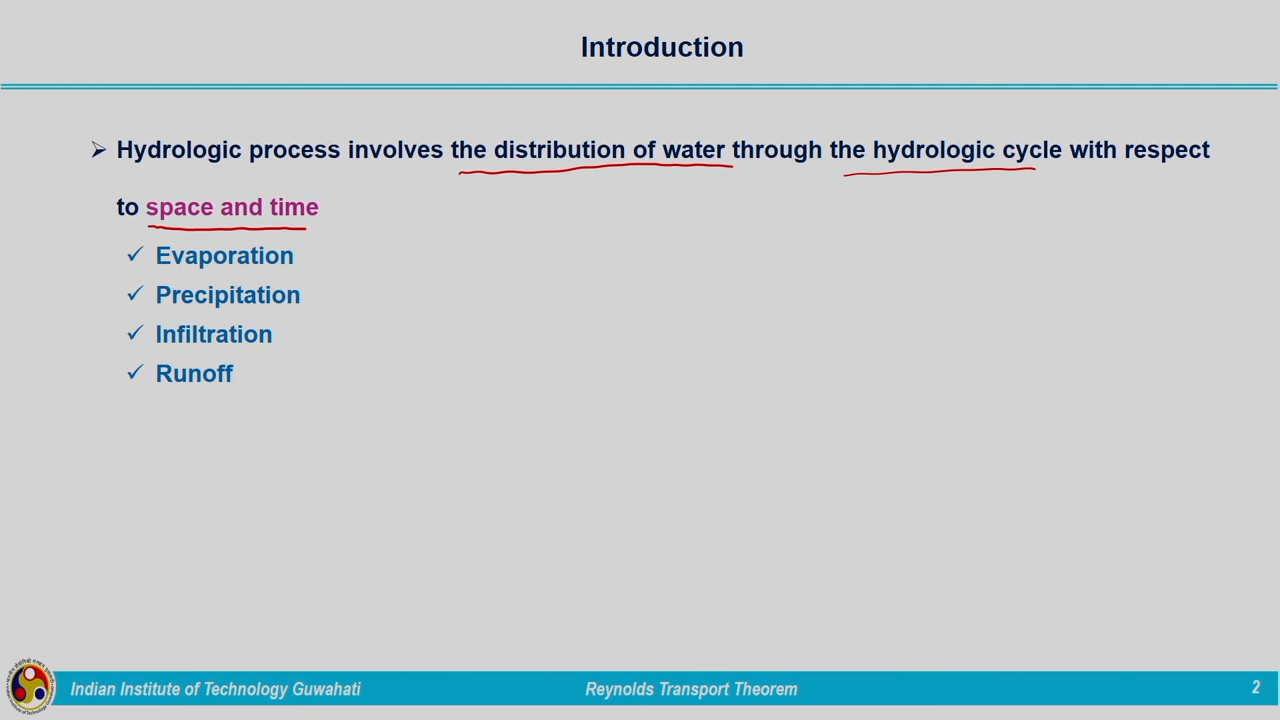 Introduction
Hydrologic process involves the distribution of water through the hydrologic cycle with respect
to space and time
Evaporation
Precipitation
Infiltration
Runoff
Indian Institute of Technology Guwahati
Reynolds Transport Theorem
2